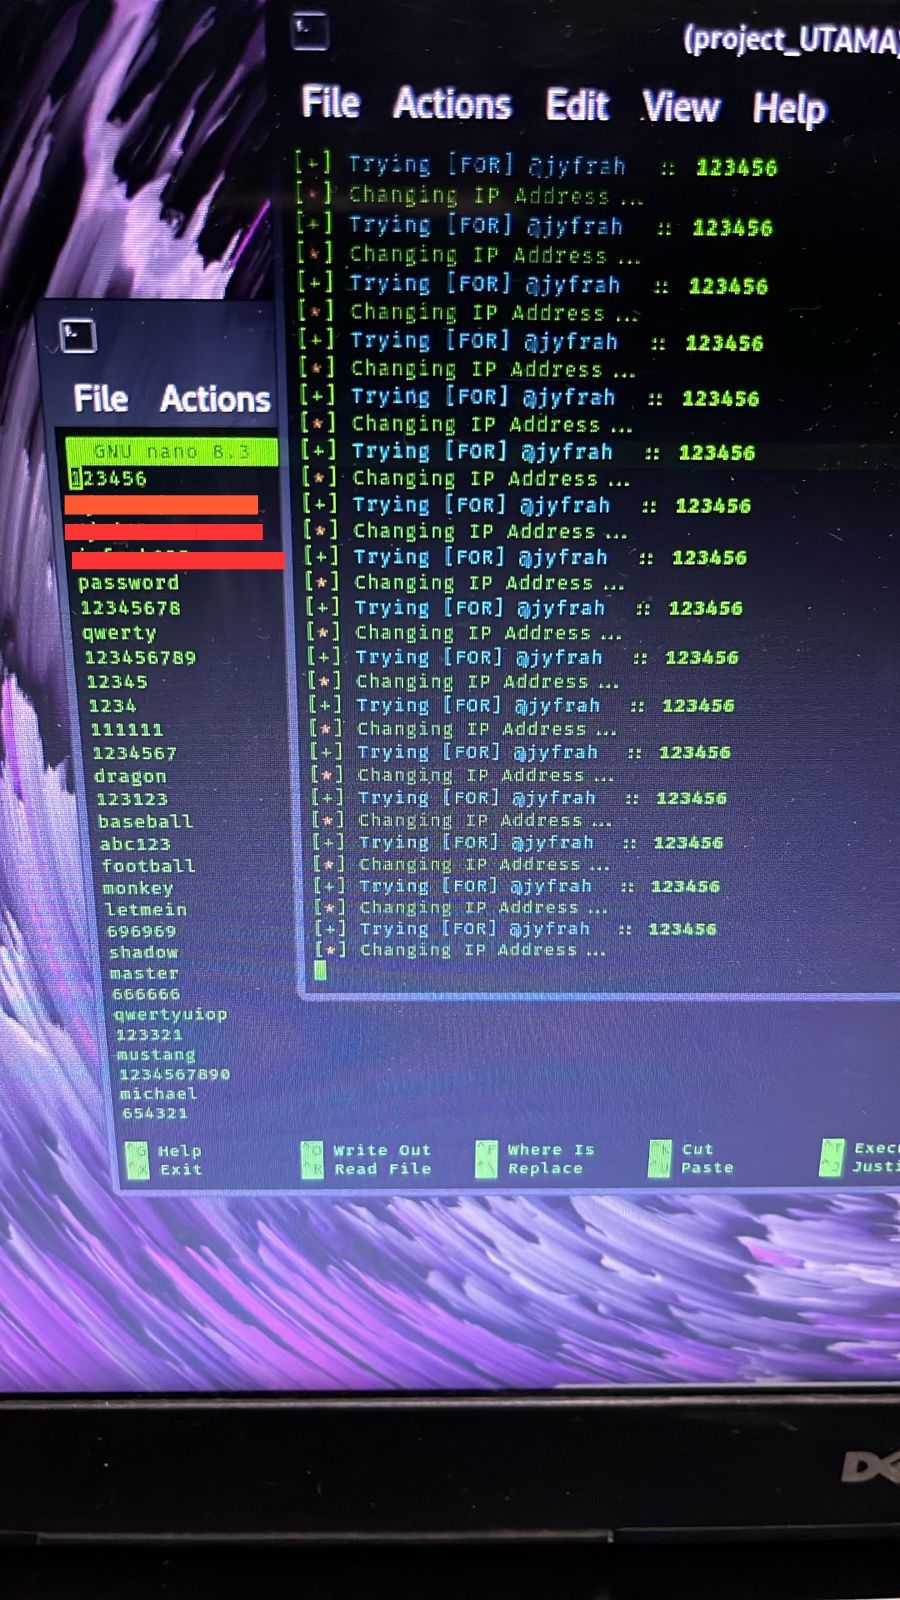 (project_UTAMA)
File Actions Edit View Help
[+] Trying [FOR] @jyfrah :: 123456
[*] Changing IP Address ...
[+] Trying [FOR] @jyfrah :: 123456
[*] Changing IP Address ...
[+] Trying [FOR] @jyfrah :: 123456
[*] Changing IP Address ...
[+] Trying [FOR] @jyfrah :: 123456
[*] Changing IP Address ...
[+] Trying [FOR] @jyfrah :: 123456
[*] Changing IP Address ...
[+] Trying [FOR] @jyfrah :: 123456
[*] Changing IP Address ...
[+] Trying [FOR] @jyfrah :: 123456
[*] Changing IP Address ...
[+] Trying [FOR] @jyfrah :: 123456
[*] Changing IP Address ...
[+] Trying [FOR] @jyfrah :: 123456
[*] Changing IP Address ...
[+] Trying [FOR] @jyfrah :: 123456
[*] Changing IP Address ...
[+] Trying [FOR] @jyfrah :: 123456
[*] Changing IP Address ...
[+] Trying [FOR] @jyfrah :: 123456
[*] Changing IP Address ...
[+] Trying [FOR] @jyfrah :: 123456
[*] Changing IP Address ...
[+] Trying [FOR] @jyfrah :: 123456
[*] Changing IP Address ...
[+] Trying [FOR] @jyfrah :: 123456
[*] Changing IP Address ...
[+] Trying [FOR] @jyfrah :: 123456
[*] Changing IP Address ...
File Actions
GNU nano 8.3
123456
password
12345678
qwerty
123456789
12345
1234
111111
1234567
dragon
123123
baseball
abc123
football
monkey
letmein
696969
shadow
master
666666
qwertyuiop
123321
mustang
1234567890
michael
654321
^G Help ^O Write Out ^F Where Is ^K Cut ^T Exec
^X Exit ^R Read File ^\ Replace ^U Paste ^J Justi